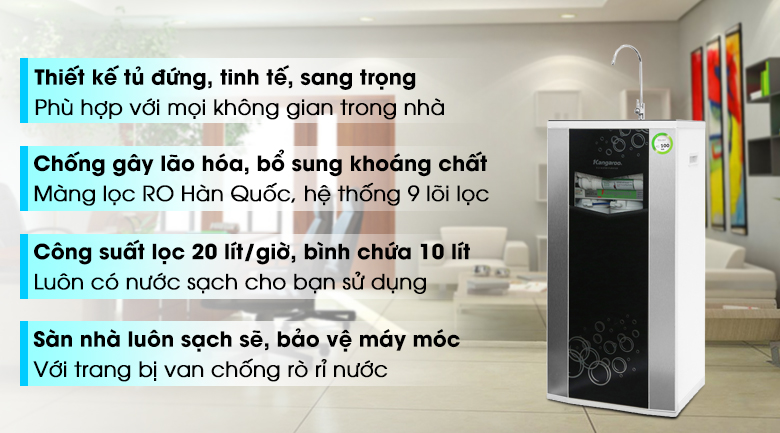 Thiết kế tủ đứng, tinh tế, sang trọng
Phù hợp với mọi không gian trong nhà
Chống gây lão hóa, bổ sung khoáng chất
Màng lọc RO Hàn Quốc, hệ thống 9 lõi lọc
Công suất lọc 20 lít/giờ, bình chứa 10 lít
Luôn có nước sạch cho bạn sử dụng
Sàn nhà luôn sạch sẽ, bảo vệ máy móc
Với trang bị van chống rò rỉ nước
Kangaroo
100